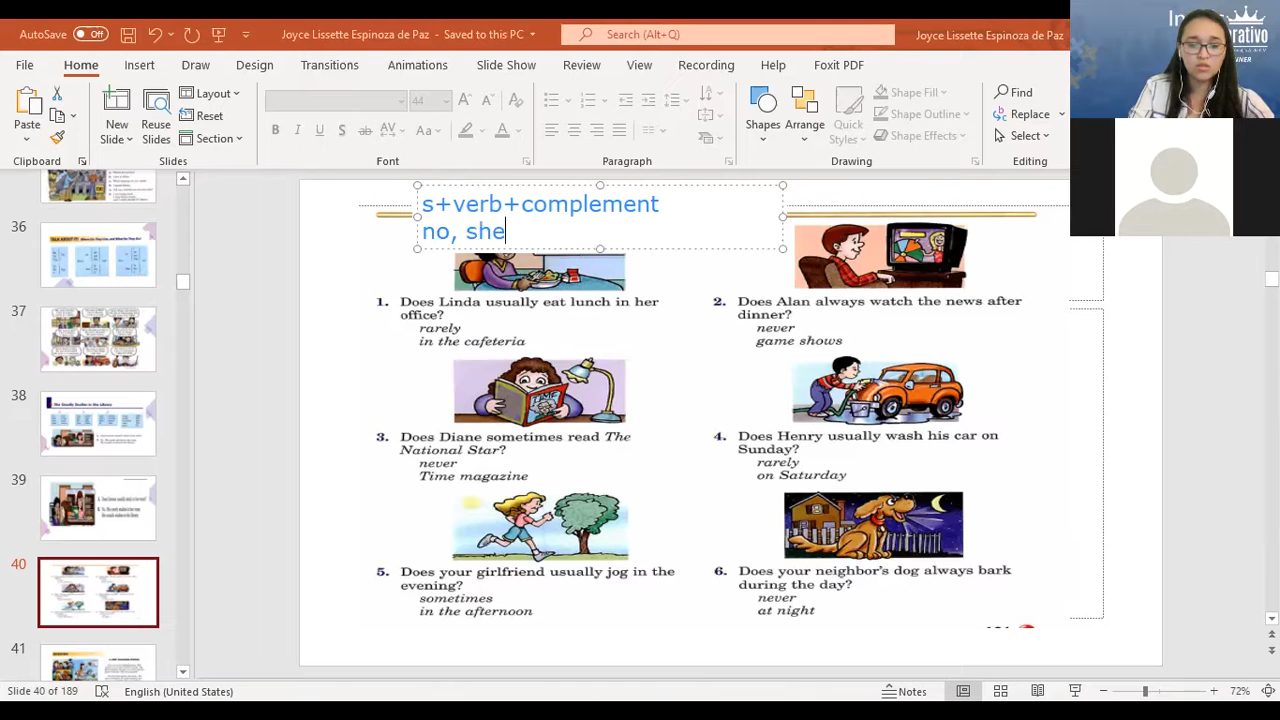 AutoSave Off
Joyce Lissette Espinoza de Paz - Saved to this PC
Search (Alt+Q)
Joyce Lissette Espinoza de Paz
File Home Insert Draw Design Transitions Animations Slide Show Review View Recording Help Foxit PDF
Paste
Clipboard
New Slide
Reuse Slides
Layout
Reset
Section
Slides
44
Font
Paragraph
Shapes
Arrange
Quick Styles
Shape Fill
Shape Outline
Shape Effects
Drawing
Find
Replace
Select
Editing
36
37
38
39
40
41
s+verb+complement
no, she
1. Does Linda usually eat lunch in her
office?
rarely
in the cafeteria
2. Does Alan always watch the news after
dinner?
never
game shows
3. Does Diane sometimes read The
National Star?
never
Time magazine
4. Does Henry usually wash his car on
Sunday?
rarely
on Saturday
5. Does your girlfriend usually jog in the
evening?
sometimes
in the afternoon
6. Does your neighbor's dog always bark
during the day?
never
at night
Slide 40 of 189
English (United States)
Notes
72%